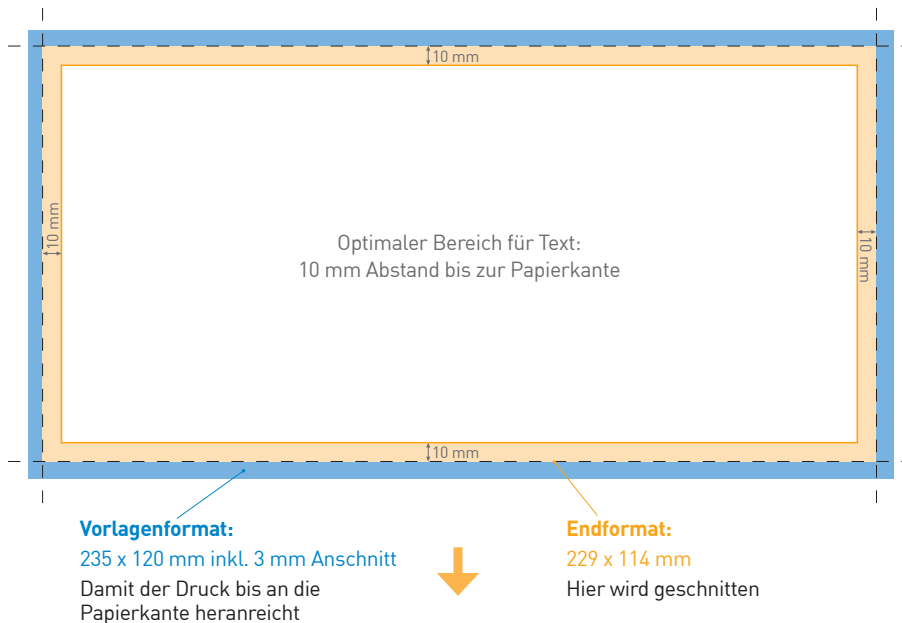 10 mm
10 mm
Optimaler Bereich für Text:
10 mm Abstand bis zur Papierkante
10 mm
10 mm
Vorlagenformat:
235 x 120 mm inkl. 3 mm Anschnitt
Damit der Druck bis an die
Papierkante heranreicht
Endformat:
229 x 114 mm
Hier wird geschnitten